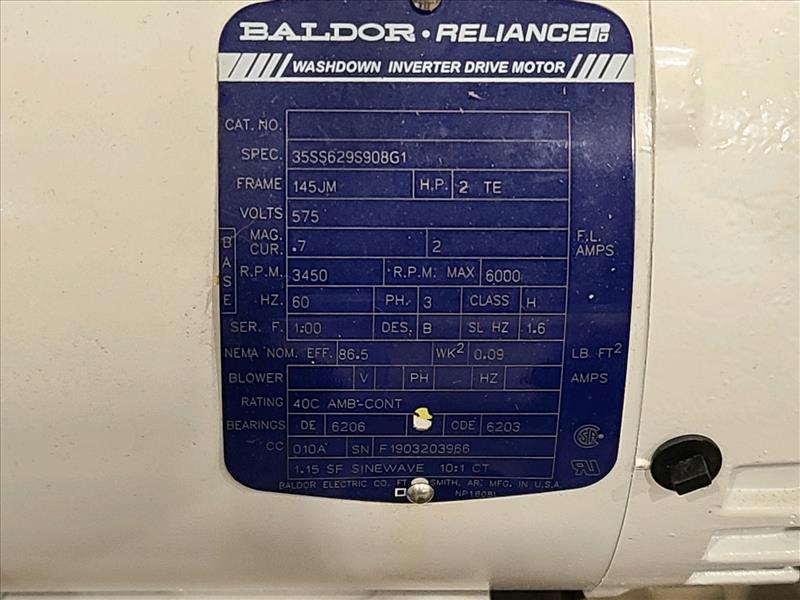 BALDOR • RELIANCE
WASHDOWN INVERTER DRIVE MOTOR
CAT. NO.
SPEC. 35SS629S908G1
FRAME 145JM H.P. 2 TE
VOLTS 575
BASE
MAG. CUR. .7 2 F.L. AMPS
R.P.M. 3450 R.P.M. MAX 6000
HZ. 60 PH. 3 CLASS H
SER. F. 1.00 DES. B SL HZ 1.6
NEMA NOM. EFF. 86.5 WK2 0.09 LB FT2
BLOWER V PH HZ AMPS
RATING 40C AMB-CONT
BEARINGS DE 6206 ODE 6203
CC 010A SN F1903203966
1.15 SF SINEWAVE 10:1 CT
BALDOR ELECTRIC CO. FT. SMITH, AR. MFG. IN U.S.A.